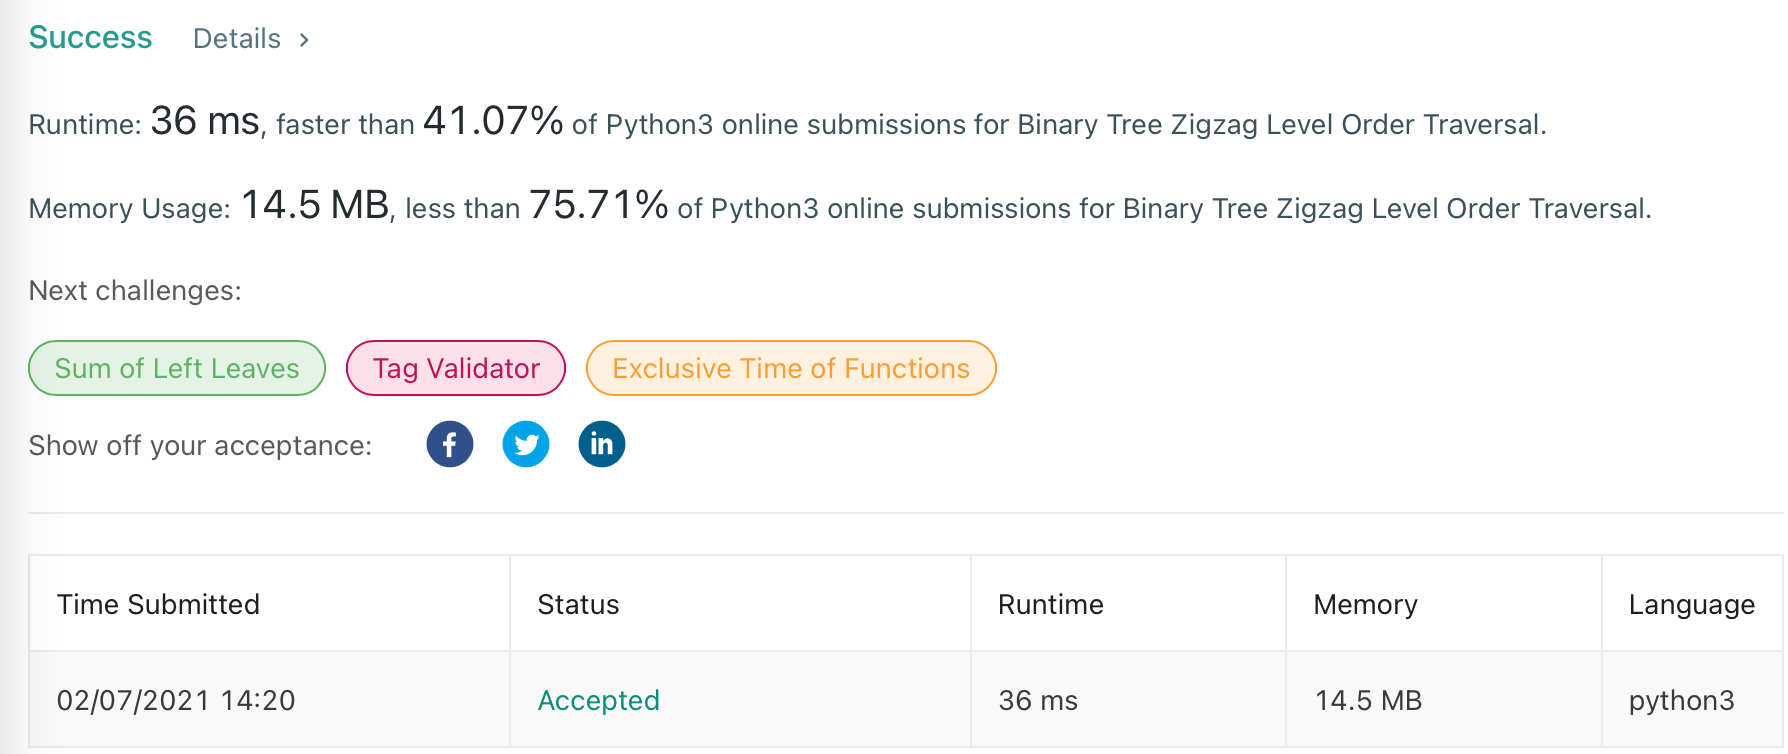 Success Details >
Runtime: 36 ms, faster than 41.07% of Python3 online submissions for Binary Tree Zigzag Level Order Traversal.
Memory Usage: 14.5 MB, less than 75.71% of Python3 online submissions for Binary Tree Zigzag Level Order Traversal.
Next challenges:
Sum of Left Leaves Tag Validator Exclusive Time of Functions
Show off your acceptance: f in
Time Submitted Status Runtime Memory Language
02/07/2021 14:20 Accepted 36 ms 14.5 MB python3